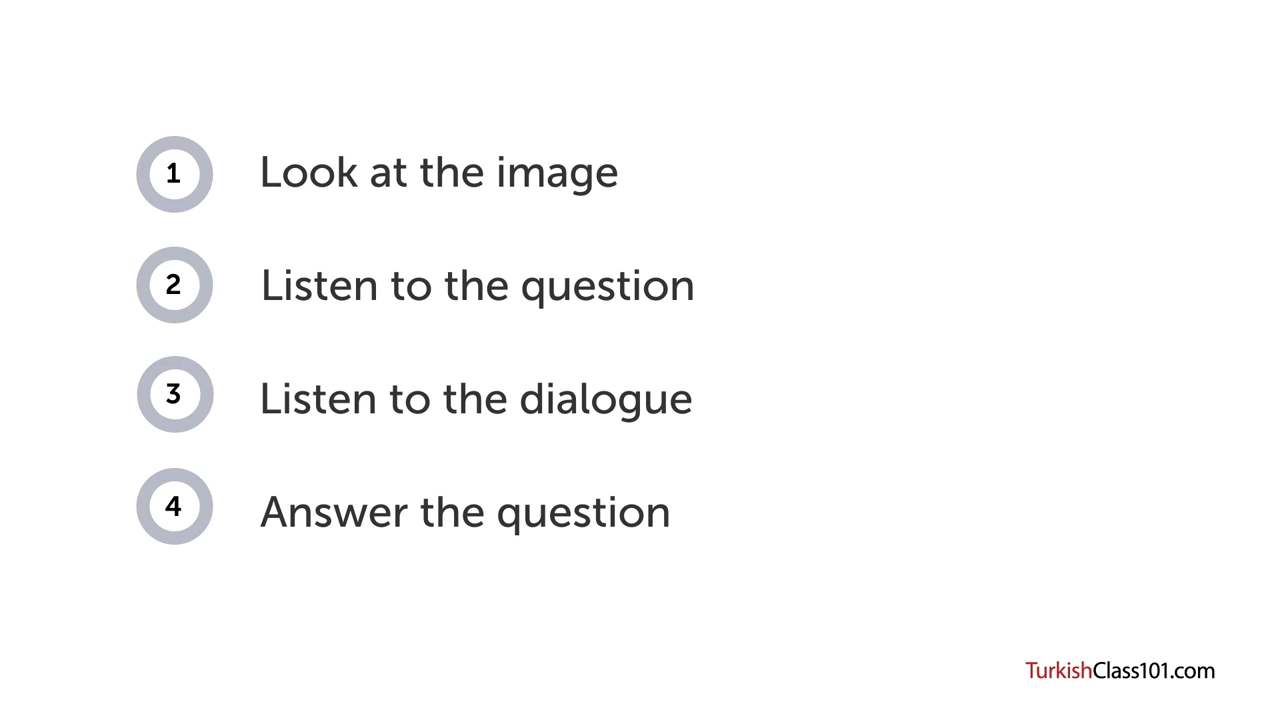 1 Look at the image
2 Listen to the question
3 Listen to the dialogue
4 Answer the question
TurkishClass101.com